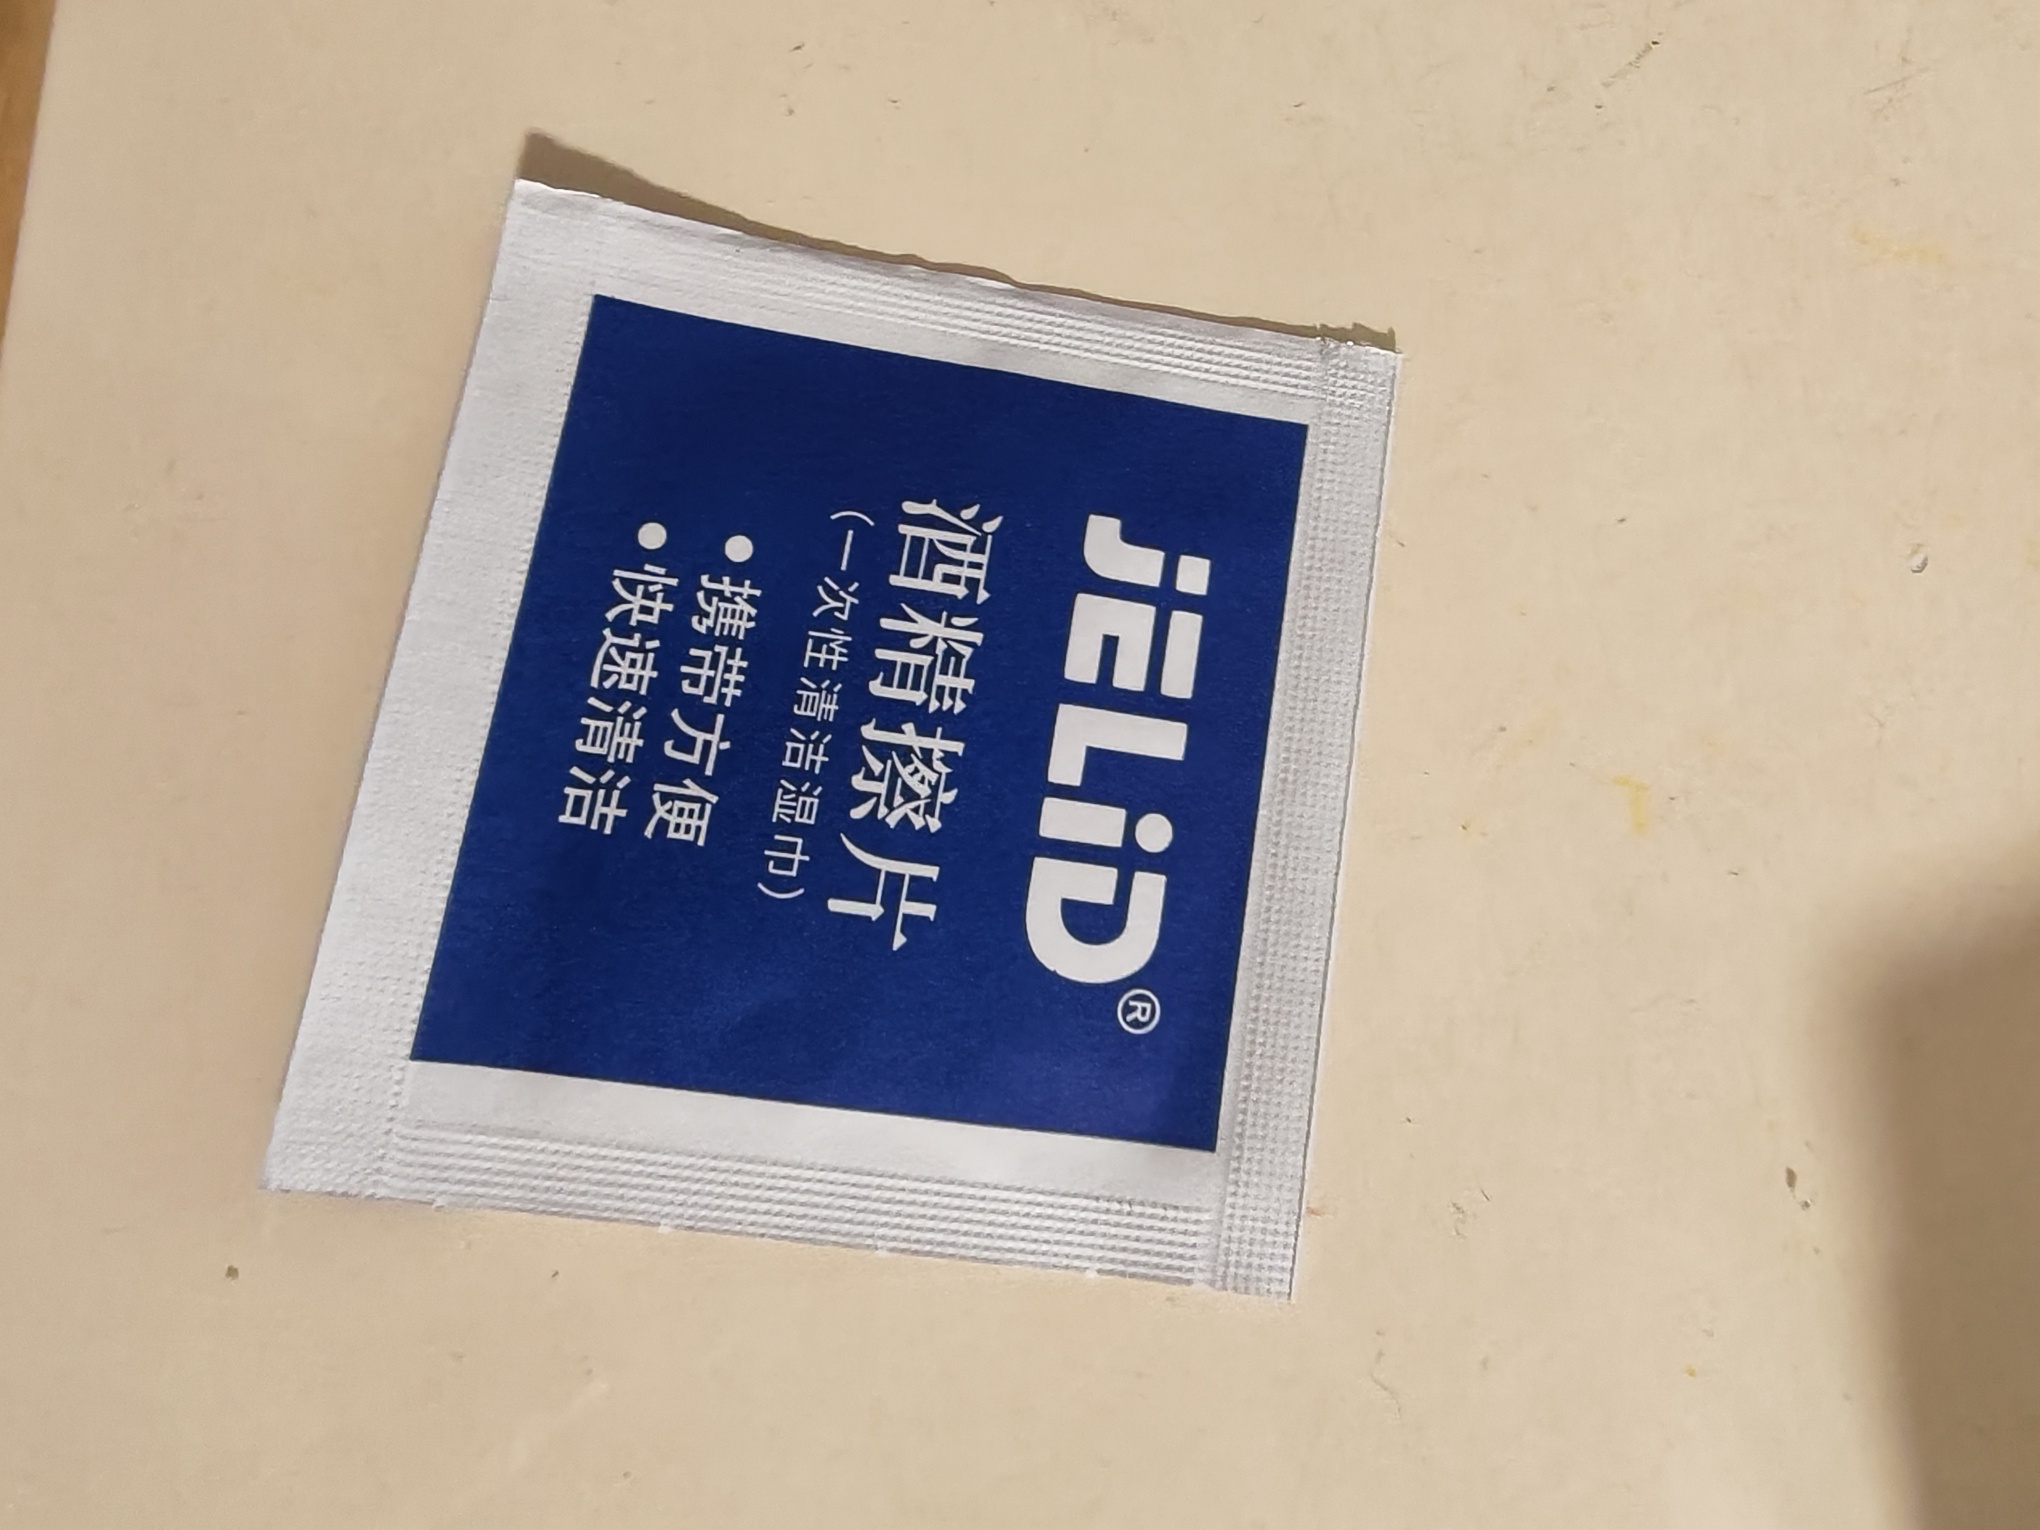 JELiD®
酒精擦片
(一次性清洁湿巾)
●携带方便
●快速清洁